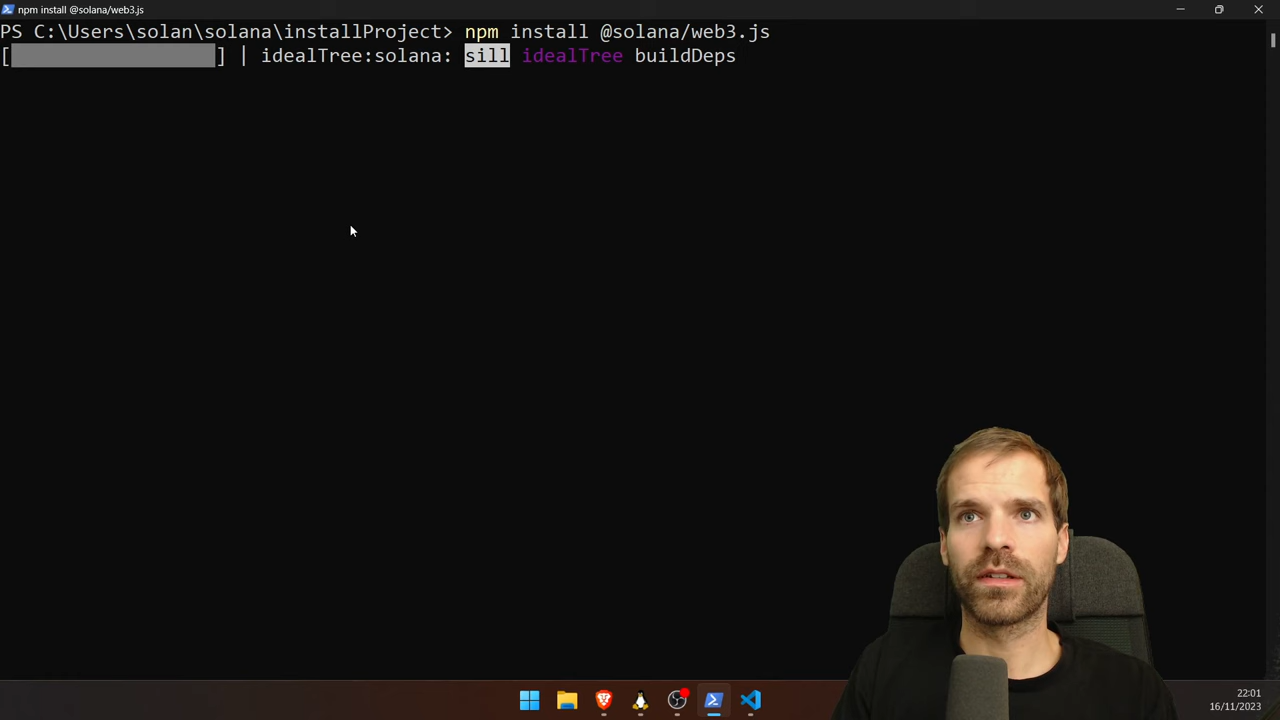 npm install @solana/web3.js
PS C:\Users\solan\solana\installProject> npm install @solana/web3.js
[                  ] | idealTree:solana: sill idealTree buildDeps
22:01
16/11/2023